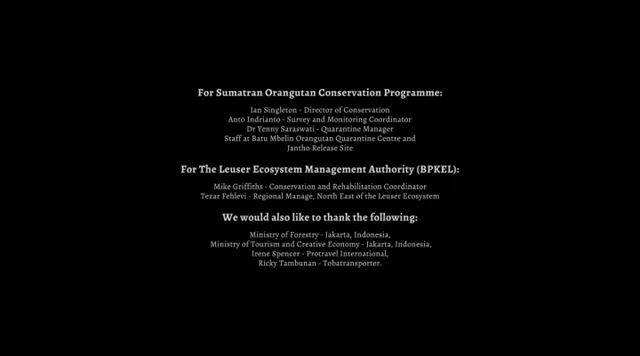 For Sumatran Orangutan Conservation Programme:
Ian Singleton - Director of Conservation
Anto Indrianto - Survey and Monitoring Coordinator
Dr Yenny Saraswati - Quarantine Manager
Staff at Batu Mbelin Orangutan Quarantine Centre and
Jantho Release Site
For The Leuser Ecosystem Management Authority (BPKEL):
Mike Griffiths - Conservation and Rehabilitation Coordinator
Tezar Fehlevi - Regional Manage, North East of the Leuser Ecosystem
We would also like to thank the following:
Ministry of Forestry - Jakarta, Indonesia,
Ministry of Tourism and Creative Economy - Jakarta, Indonesia,
Irene Spencer - Protravel International,
Ricky Tambunan - Tobatransporter.